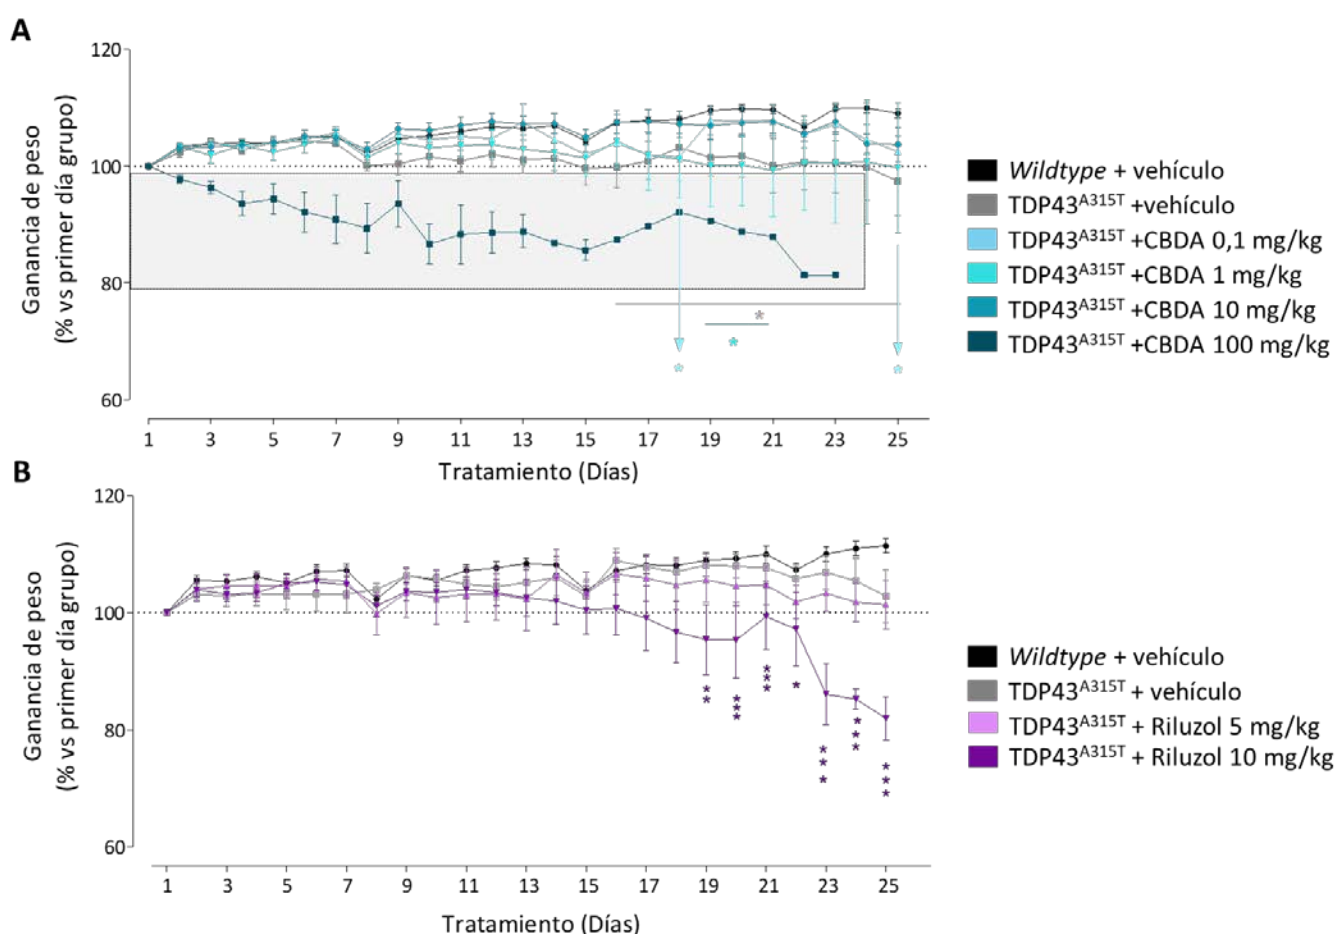 A
120
100
80
60
Ganancia de peso
(% vs primer día grupo)
1 3 5 7 9 11 13 15 17 19 21 23 25
Tratamiento (Días)
*
*
*
*
Wildtype + vehículo
TDP43A315T +vehículo
TDP43A315T +CBDA 0,1 mg/kg
TDP43A315T +CBDA 1 mg/kg
TDP43A315T +CBDA 10 mg/kg
TDP43A315T +CBDA 100 mg/kg
B
120
100
80
60
Ganancia de peso
(% vs primer día grupo)
1 3 5 7 9 11 13 15 17 19 21 23 25
Tratamiento (Días)
**
***
***
*
***
***
***
Wildtype + vehículo
TDP43A315T + vehículo
TDP43A315T + Riluzol 5 mg/kg
TDP43A315T + Riluzol 10 mg/kg